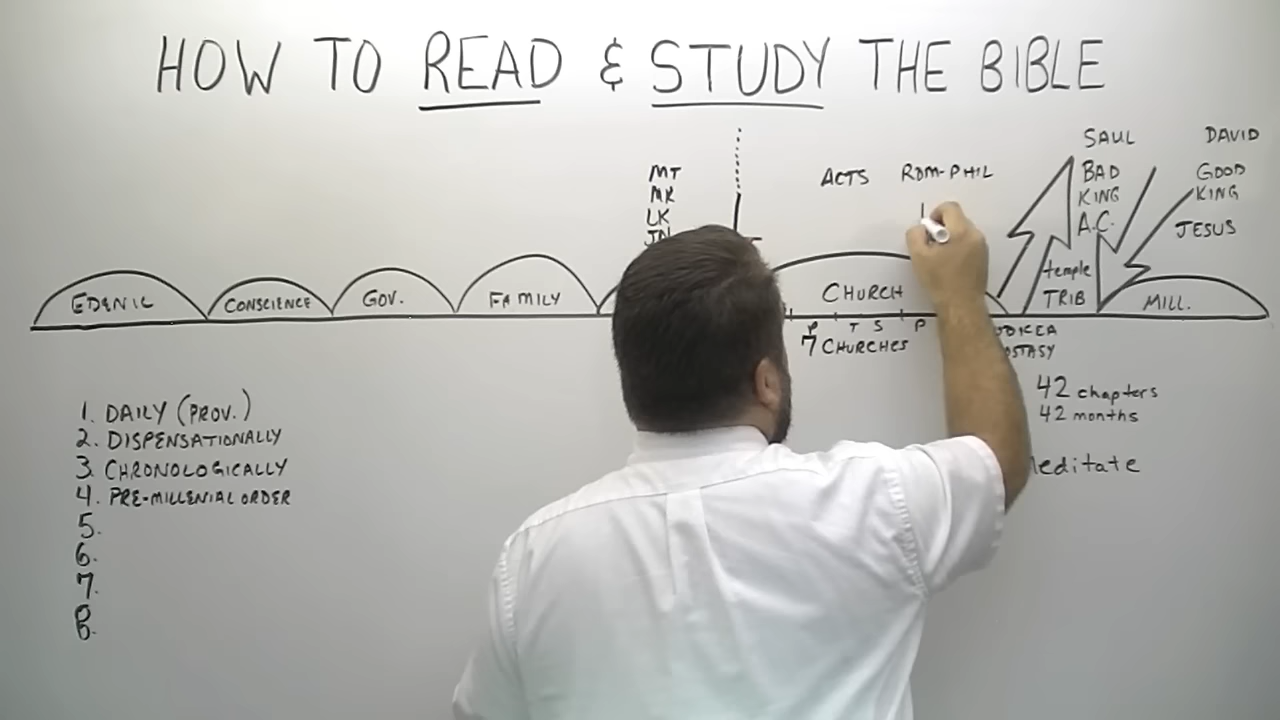 HOW TO READ & STUDY THE BIBLE
SAUL
DAVID
MT
MK
LK
JN
ACTS
ROM-PHIL
BAD
KING
A.C.
GOOD
KING
JESUS
EDENIC
CONSCIENCE
GOV.
FAMILY
CHURCH
temple
TRIB
MILL.
T S P
7 CHURCHES
42 chapters
42 months
1. DAILY (PROV.)
2. DISPENSATIONALLY
3. CHRONOLOGICALLY
4. PRE-MILLENIAL ORDER
5.
6.
7.
8.